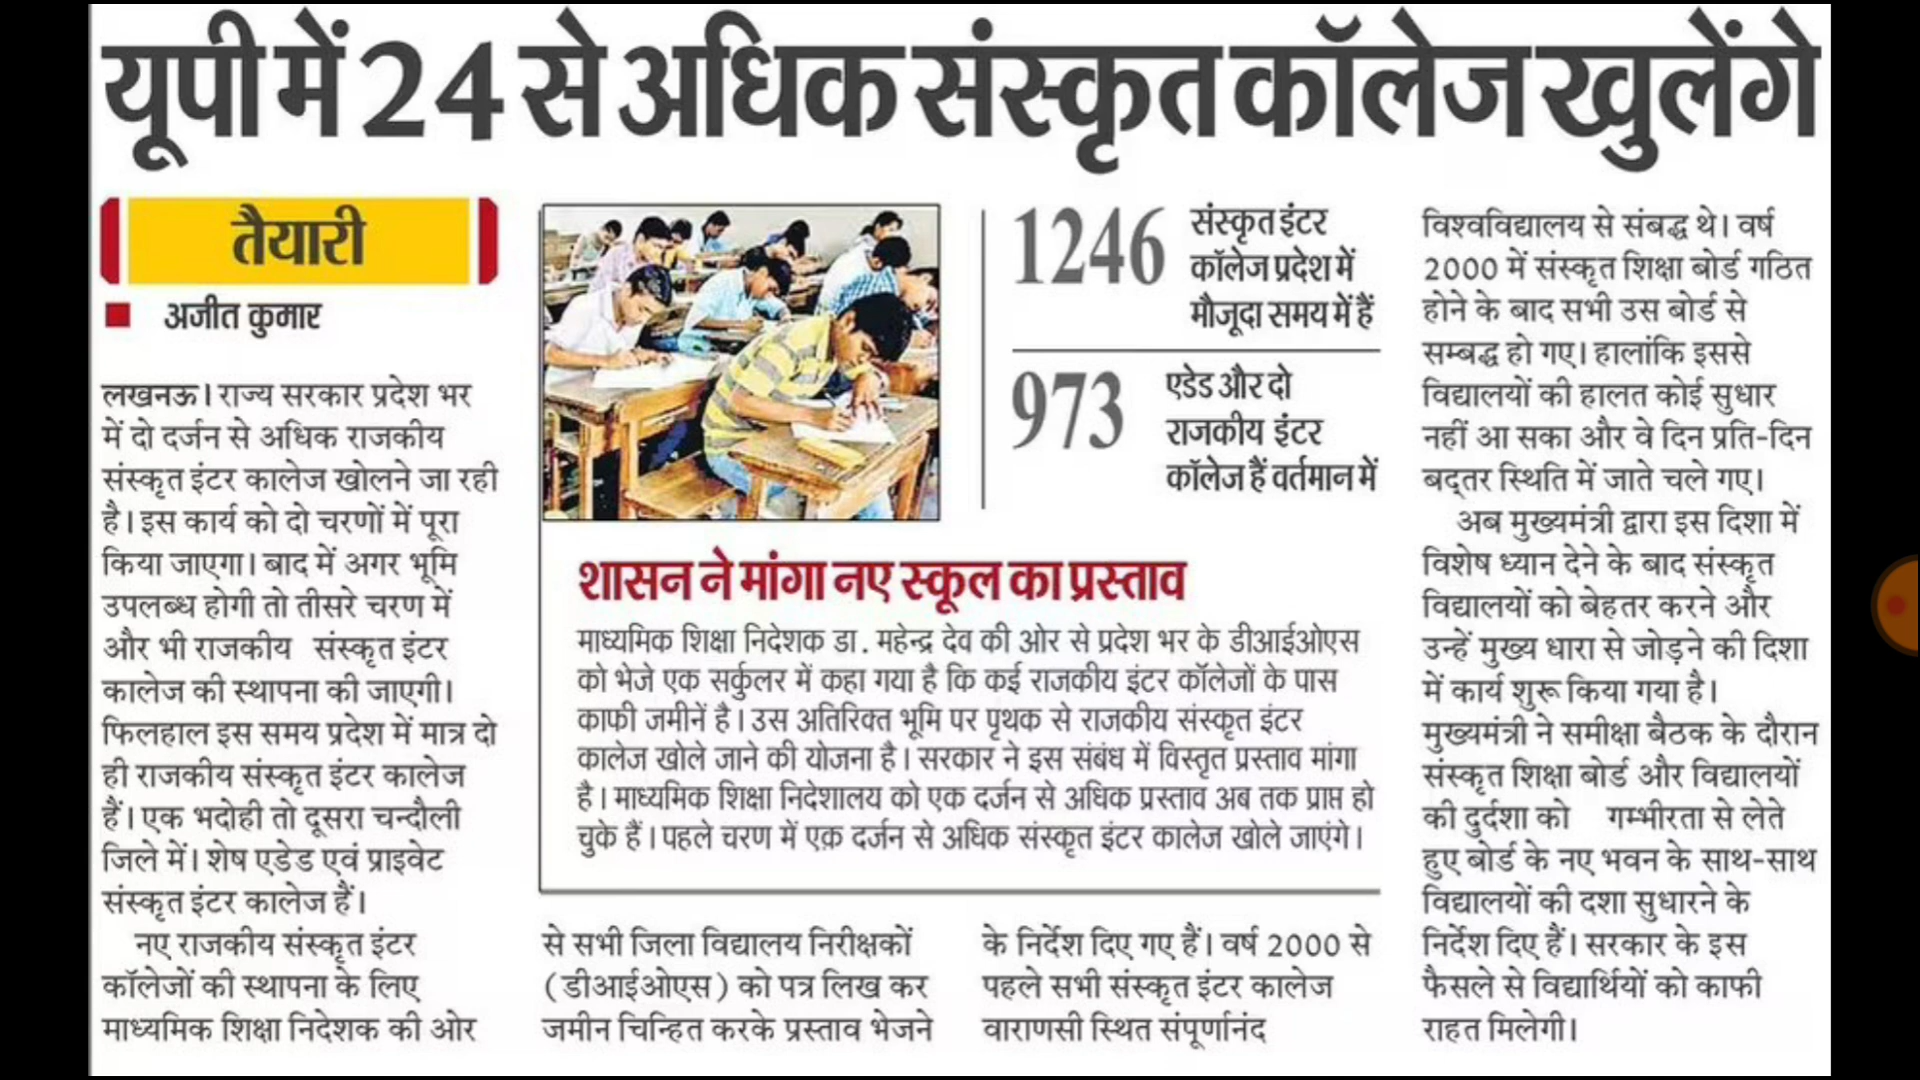 यूपी में 24 से अधिक संस्कृत कॉलेज खुलेंगे
तैयारी
अजीत कुमार
लखनऊ। राज्य सरकार प्रदेश भर
में दो दर्जन से अधिक राजकीय
संस्कृत इंटर कालेज खोलने जा रही
है। इस कार्य को दो चरणों में पूरा
किया जाएगा। बाद में अगर भूमि
उपलब्ध होगी तो तीसरे चरण में
और भी राजकीय संस्कृत इंटर
कालेज की स्थापना की जाएगी।
फिलहाल इस समय प्रदेश में मात्र दो
ही राजकीय संस्कृत इंटर कालेज
हैं। एक भदोही तो दूसरा चन्दौली
जिले में। शेष एडेड एवं प्राइवेट
संस्कृत इंटर कालेज हैं।
नए राजकीय संस्कृत इंटर
कॉलेजों की स्थापना के लिए
माध्यमिक शिक्षा निदेशक की ओर
1246 संस्कृत इंटर
कॉलेज प्रदेश में
मौजूदा समय में हैं
973 एडेड और दो
राजकीय इंटर
कॉलेज हैं वर्तमान में
शासन ने मांगा नए स्कूल का प्रस्ताव
माध्यमिक शिक्षा निदेशक डा. महेन्द्र देव की ओर से प्रदेश भर के डीआईओएस
को भेजे एक सर्कुलर में कहा गया है कि कई राजकीय इंटर कॉलेजों के पास
काफी जमीनें है। उस अतिरिक्त भूमि पर पृथक से राजकीय संस्कृत इंटर
कालेज खोले जाने की योजना है। सरकार ने इस संबंध में विस्तृत प्रस्ताव मांगा
है। माध्यमिक शिक्षा निदेशालय को एक दर्जन से अधिक प्रस्ताव अब तक प्राप्त हो
चुके हैं। पहले चरण में एक़ दर्जन से अधिक संस्कृत इंटर कालेज खोले जाएंगे।
से सभी जिला विद्यालय निरीक्षकों
(डीआईओएस) को पत्र लिख कर
जमीन चिन्हित करके प्रस्ताव भेजने
के निर्देश दिए गए हैं। वर्ष 2000 से
पहले सभी संस्कृत इंटर कालेज
वाराणसी स्थित संपूर्णानंद
विश्वविद्यालय से संबद्ध थे। वर्ष
2000 में संस्कृत शिक्षा बोर्ड गठित
होने के बाद सभी उस बोर्ड से
सम्बद्ध हो गए। हालांकि इससे
विद्यालयों की हालत कोई सुधार
नहीं आ सका और वे दिन प्रति-दिन
बद्तर स्थिति में जाते चले गए।
अब मुख्यमंत्री द्वारा इस दिशा में
विशेष ध्यान देने के बाद संस्कृत
विद्यालयों को बेहतर करने और
उन्हें मुख्य धारा से जोड़ने की दिशा
में कार्य शुरू किया गया है।
मुख्यमंत्री ने समीक्षा बैठक के दौरान
संस्कृत शिक्षा बोर्ड और विद्यालयों
की दुर्दशा को गम्भीरता से लेते
हुए बोर्ड के नए भवन के साथ-साथ
विद्यालयों की दशा सुधारने के
निर्देश दिए हैं। सरकार के इस
फैसले से विद्यार्थियों को काफी
राहत मिलेगी।